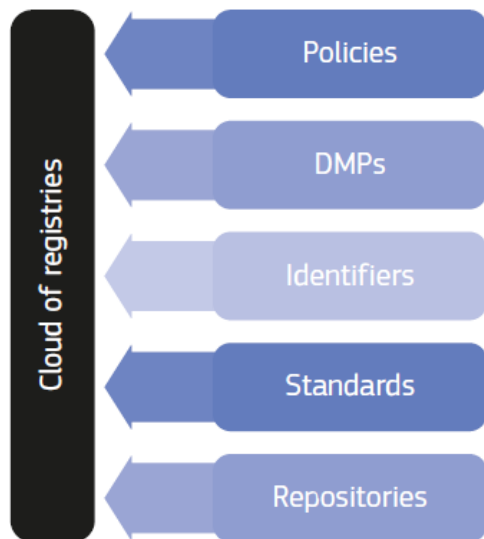 Cloud of registries
Policies
DMPs
Identifiers
Standards
Repositories